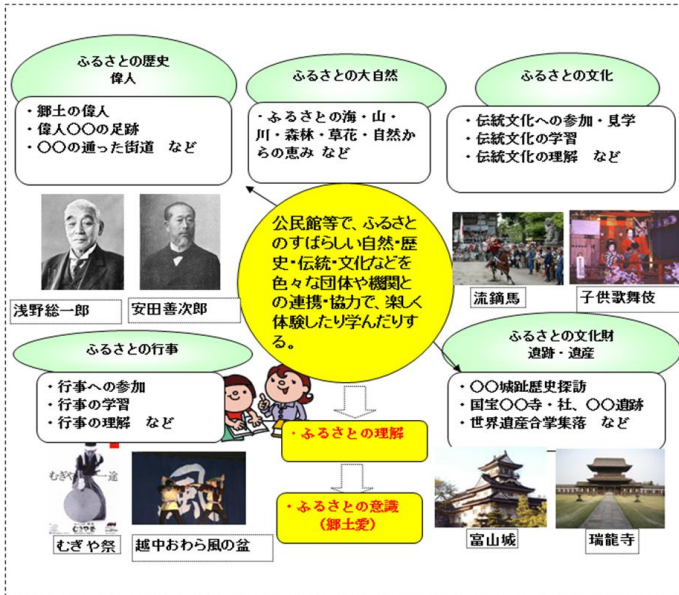 ふるさとの歴史
偉人
・郷土の偉人
・偉人〇〇の足跡
・〇〇の通った街道　など
ふるさとの大自然
・ふるさとの海・山・
川・森林・草花・自然か
らの恵み など
ふるさとの文化
・伝統文化への参加・見学
・伝統文化の学習
・伝統文化の理解　など
浅野総一郎
安田善次郎
公民館等で、ふるさと
のすばらしい自然・歴
史・伝統・文化などを
色々な団体や機関と
の連携・協力で、楽しく
体験したり学んだりす
る。
流鏑馬
子供歌舞伎
ふるさとの行事
・行事への参加
・行事の学習
・行事の理解　など
ふるさとの文化財
遺跡・遺産
・〇〇城趾歴史探訪
・国宝〇〇寺・社、〇〇遺跡
・世界遺産合掌集落　など
・ふるさとの理解
・ふるさとの意識
（郷土愛）
むぎや一途
風
むぎや祭
越中おわら風の盆
富山城
瑞龍寺